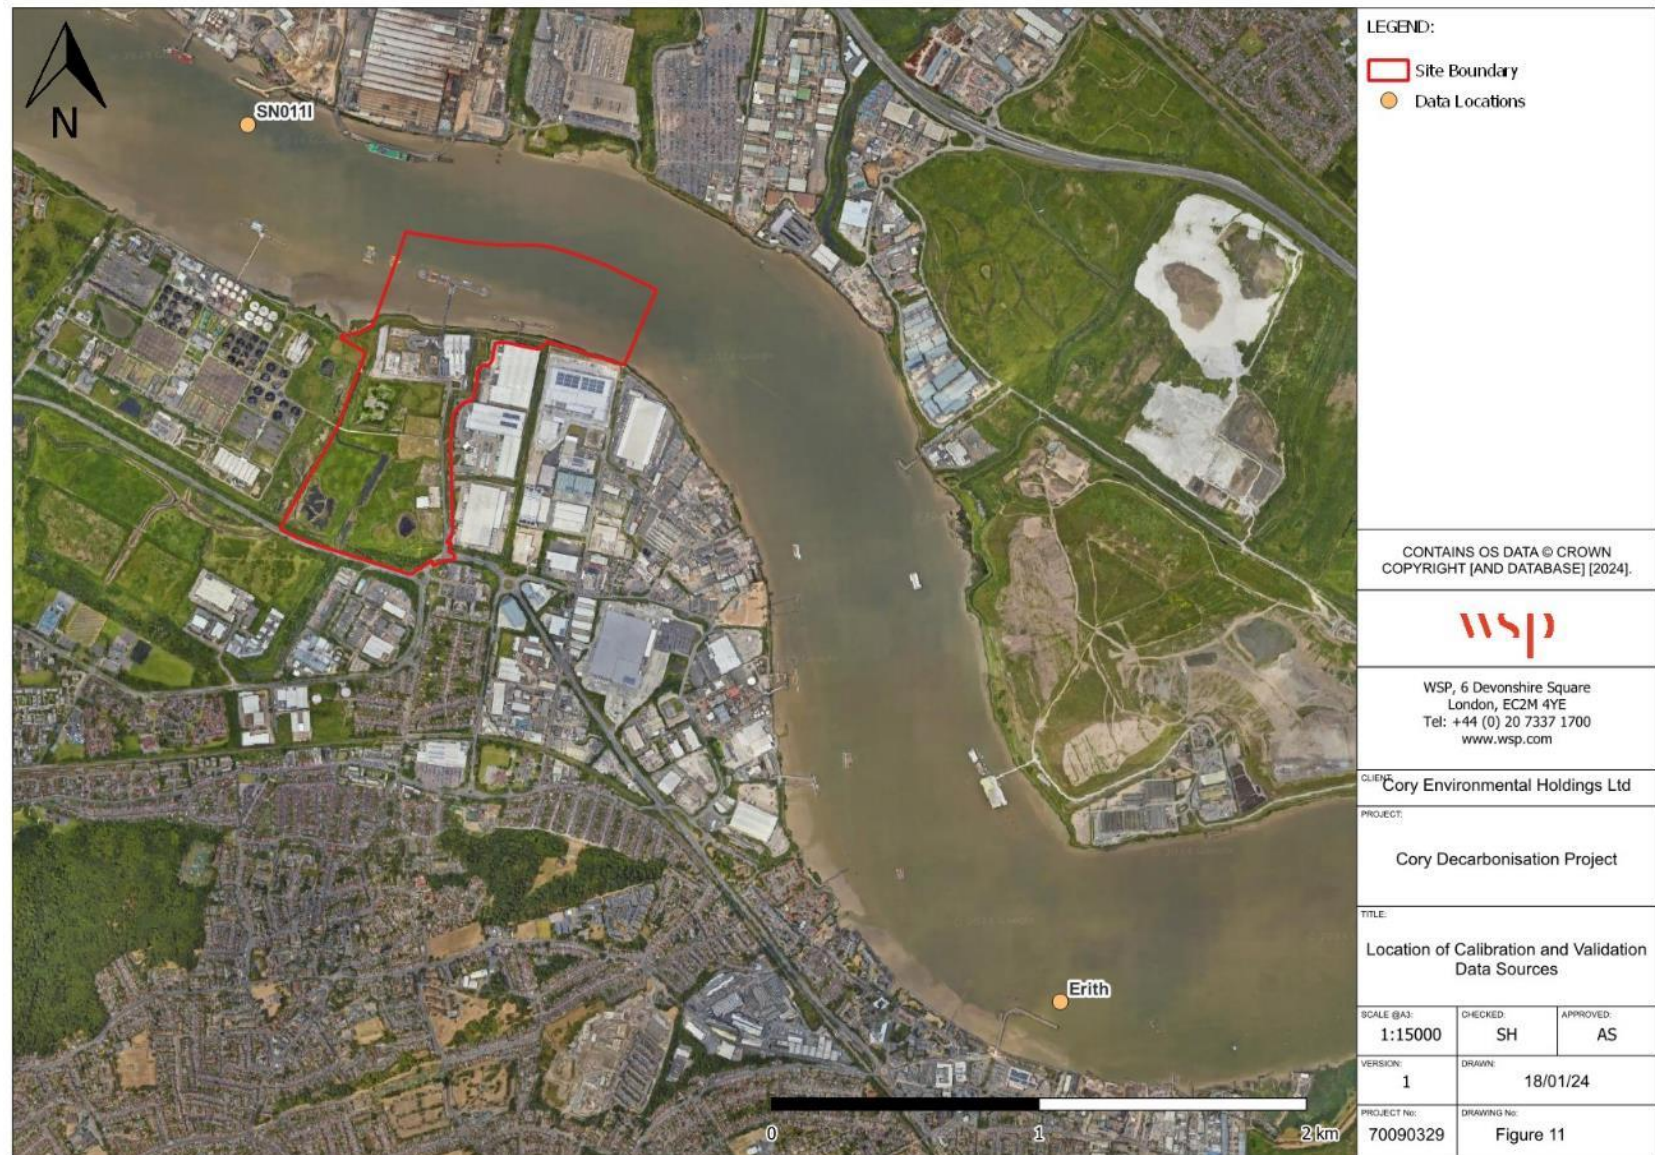 N
SN011I
Erith
0
1
2 km
LEGEND:
Site Boundary
Data Locations
CONTAINS OS DATA © CROWN
COPYRIGHT [AND DATABASE] [2024].
wsp
WSP, 6 Devonshire Square
London, EC2M 4YE
Tel: +44 (0) 20 7337 1700
www.wsp.com
CLIENT:
Cory Environmental Holdings Ltd
PROJECT:
Cory Decarbonisation Project
TITLE:
Location of Calibration and Validation
Data Sources
SCALE @A3:
1:15000
CHECKED:
SH
APPROVED:
AS
VERSION:
1
DRAWN:
18/01/24
PROJECT No:
70090329
DRAWING No:
Figure 11